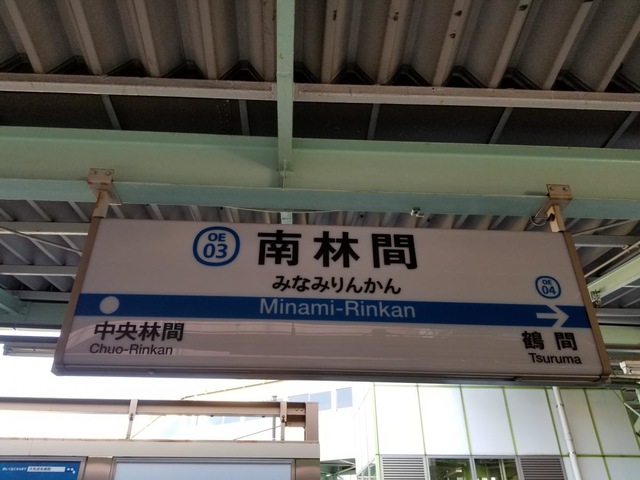 OE
03
南林間
みなみりんかん
Minami-Rinkan
OE
04
中央林間
Chuo-Rinkan
鶴間
Tsuruma